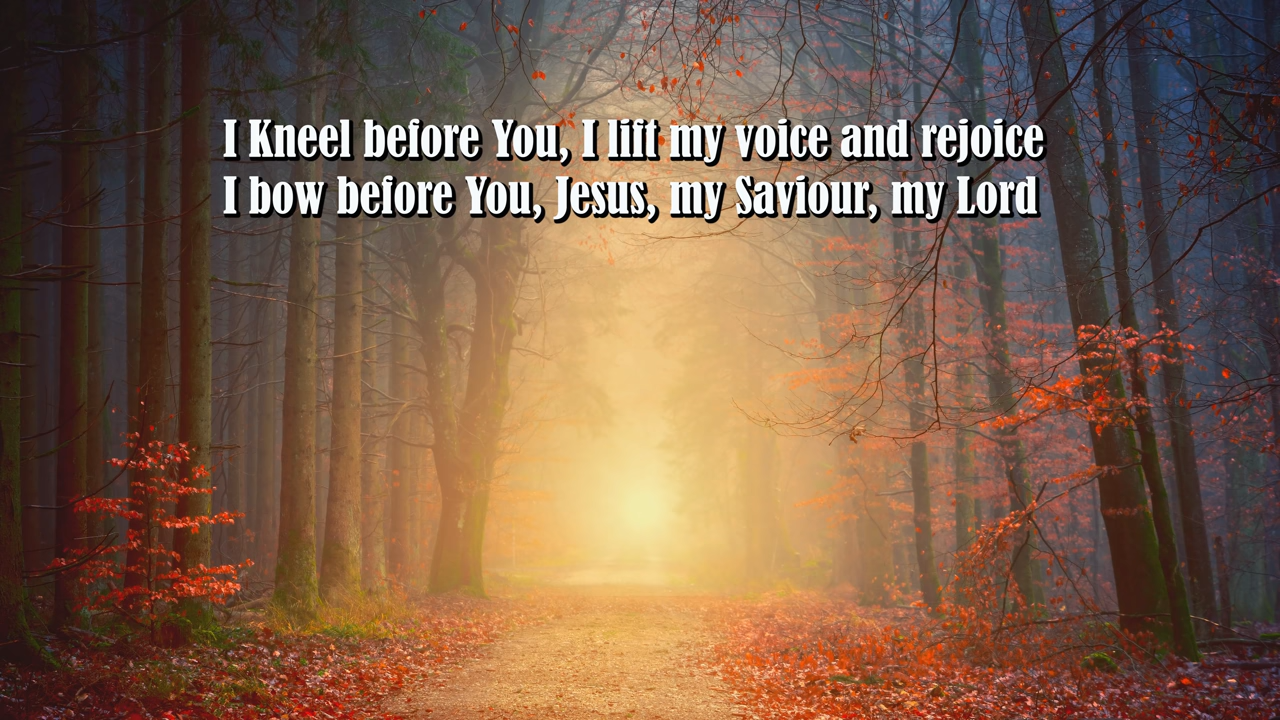 I Kneel before You, I lift my voice and rejoice
I bow before You, Jesus, my Saviour, my Lord